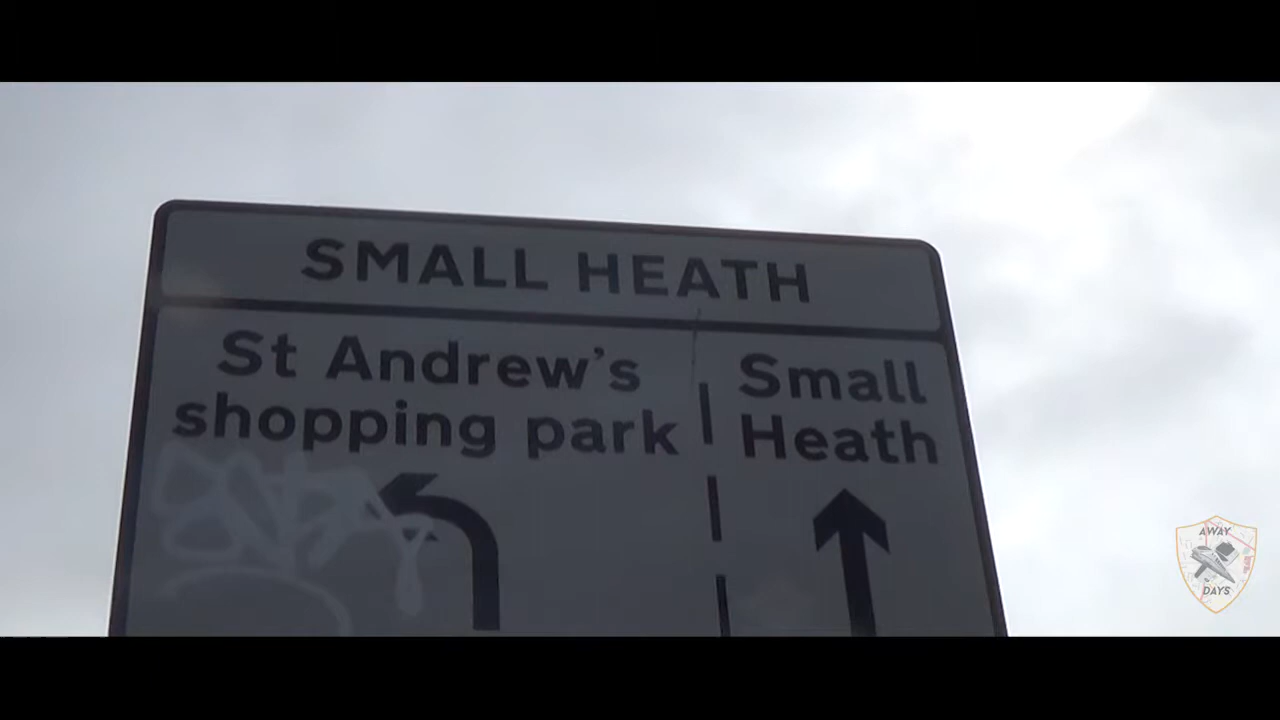 SMALL HEATH
St Andrew's
shopping park
Small
Heath
AWAY
DAYS